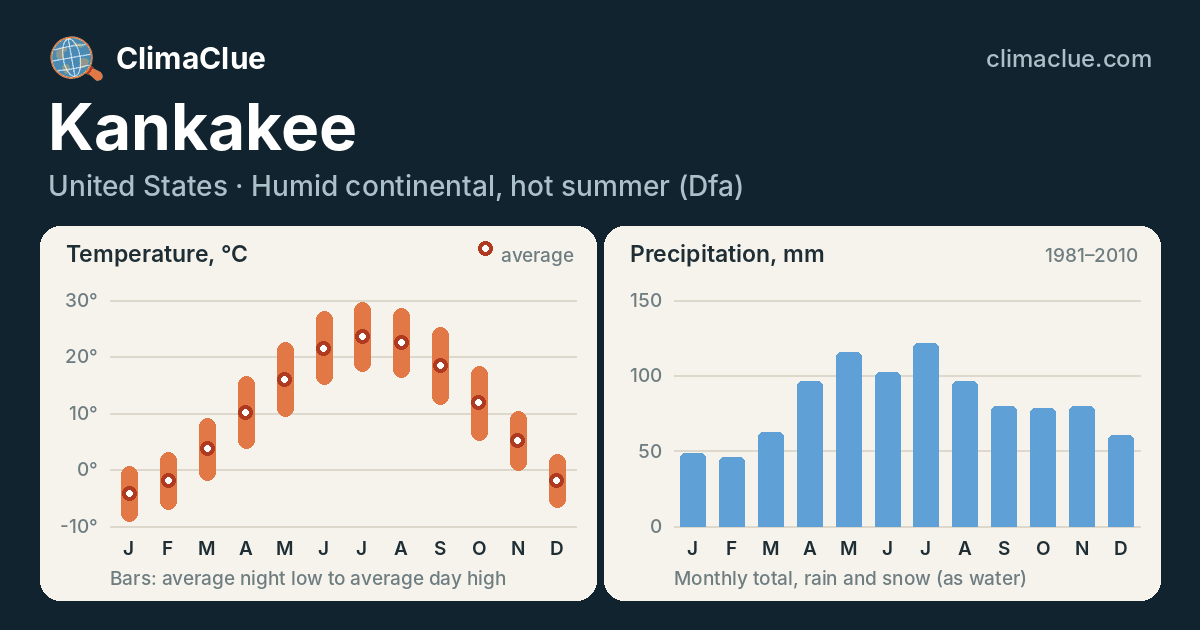 ClimaClue
climaclue.com
Kankakee
United States · Humid continental, hot summer (Dfa)
Temperature, °C
average
30°
20°
10°
0°
-10°
J F M A M J J A S O N D
Bars: average night low to average day high
Precipitation, mm
1981–2010
150
100
50
0
J F M A M J J A S O N D
Monthly total, rain and snow (as water)